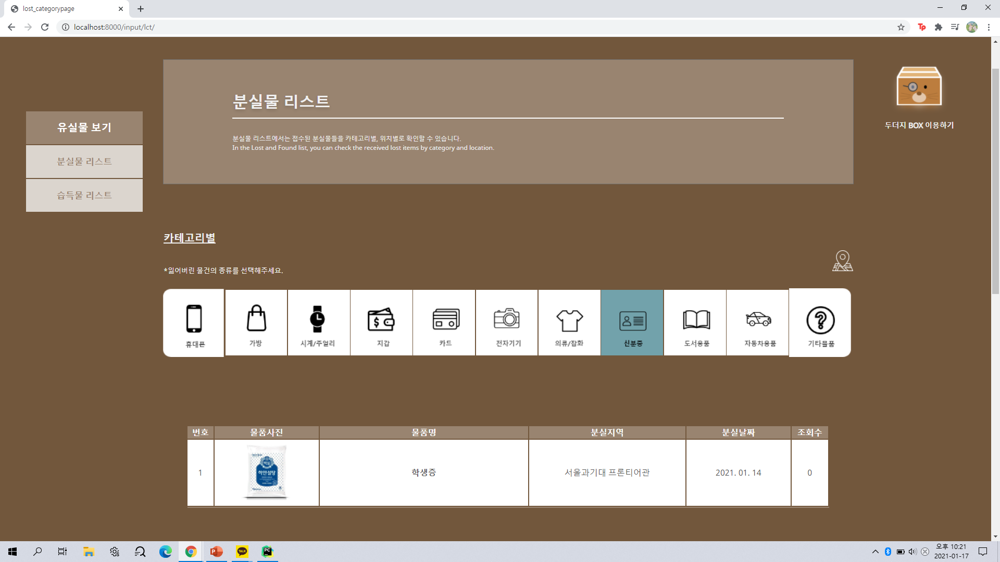 lost_categorypage
localhost:8000/input/lct/
Tp
분실물 리스트
분실물 리스트에서는 접수된 분실물들을 카테고리별, 위치별로 확인할 수 있습니다.
In the Lost and Found list, you can check the received lost items by category and location.
두더지 BOX 이용하기
유실물 보기
분실물 리스트
습득물 리스트
카테고리별
*잃어버린 물건의 종류를 선택해주세요.
휴대폰 가방 시계/주얼리 지갑 카드 전자기기 의류/잡화 신분증 도서용품 자동차용품 기타물품
번호 물품사진 물품명 분실지역 분실날짜 조회수
1 학생증 서울과기대 프론티어관 2021. 01. 14 0
백설
하얀설탕
TALK
PC
오후 10:21
2021-01-17